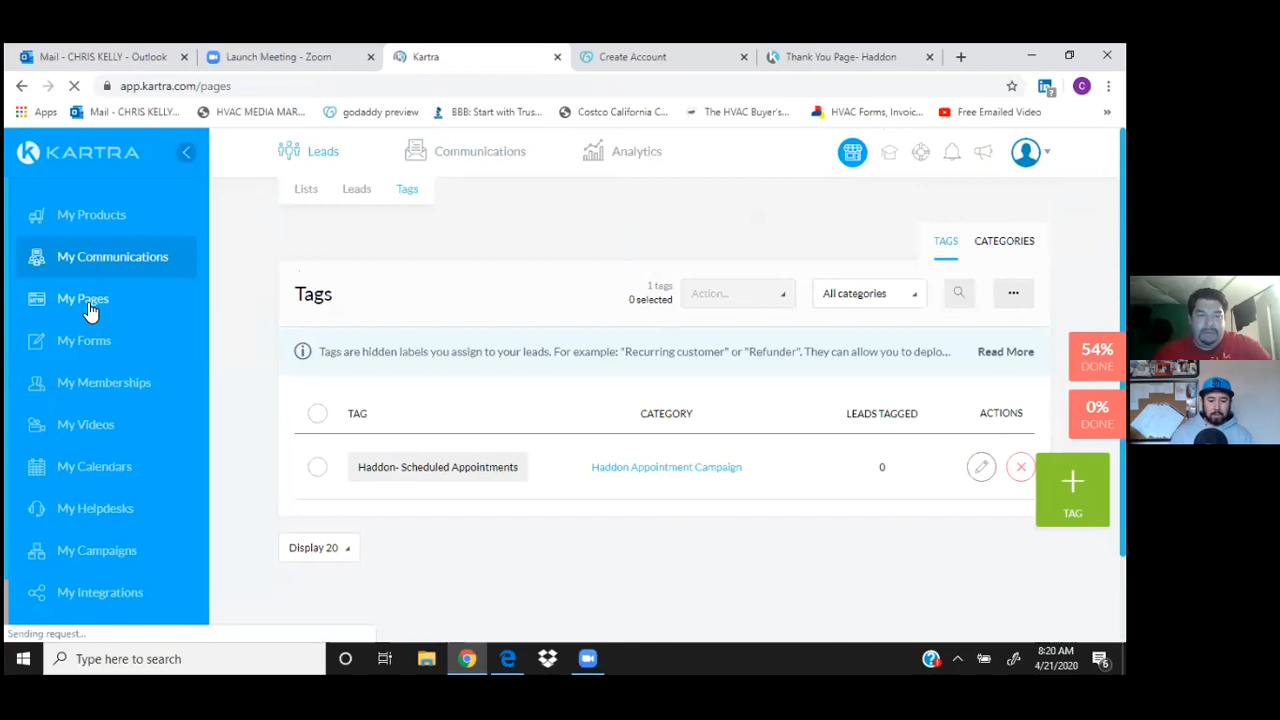 Mail - CHRIS KELLY - Outlook
Launch Meeting - Zoom
Kartra
Create Account
Thank You Page- Haddon
app.kartra.com/pages
Apps
Mail - CHRIS KELLY...
HVAC MEDIA MAR...
godaddy preview
BBB: Start with Trus...
Costco California C...
The HVAC Buyer's...
HVAC Forms, Invoic...
Free Emailed Video
»
KARTRA
Leads
Communications
Analytics
Lists
Leads
Tags
My Products
My Communications
My Pages
My Forms
My Memberships
My Videos
My Calendars
My Helpdesks
My Campaigns
My Integrations
TAGS
CATEGORIES
Tags
1 tags
0 selected
Action...
All categories
Tags are hidden labels you assign to your leads. For example: "Recurring customer" or "Refunder". They can allow you to deplo...
Read More
54%
DONE
0%
DONE
TAG
CATEGORY
LEADS TAGGED
ACTIONS
Haddon- Scheduled Appointments
Haddon Appointment Campaign
0
TAG
Display 20
Sending request...
Type here to search
8:20 AM
4/21/2020
6